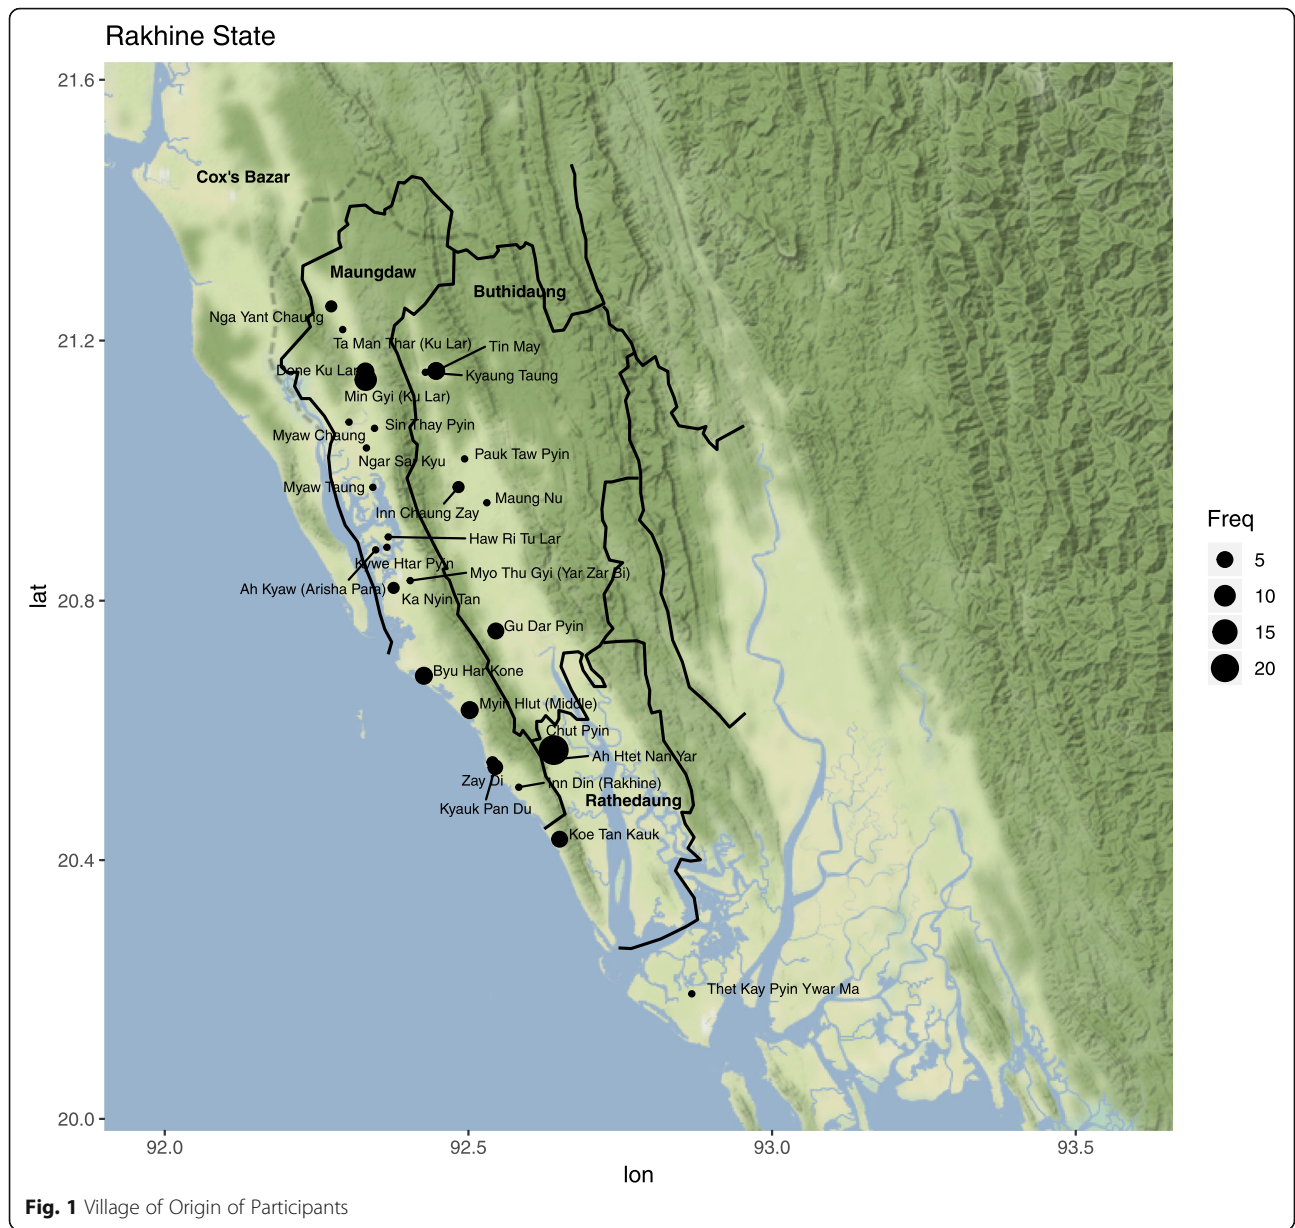 Rakhine State
21.6
Cox's Bazar
Maungdaw
Buthidaung
Nga Yant Chaung
21.2
Ta Man Thar (Ku Lar)
Tin May
Done Ku Lar
Kyaung Taung
Min Gyi (Ku Lar)
Sin Thay Pyin
Myaw Chaung
Ngar Sar Kyu
Pauk Taw Pyin
Myaw Taung
Maung Nu
Inn Chaung Zay
Haw Ri Tu Lar
Kywe Htar Pyin
Myo Thu Gyi (Yar Zar Bi)
Ah Kyaw (Arisha Para)
Ka Nyin Tan
20.8
lat
Gu Dar Pyin
Byu Har Kone
Myin Hlut (Middle)
Chut Pyin
Ah Htet Nan Yar
Zay Di
Inn Din (Rakhine)
Rathedaung
Kyauk Pan Du
Koe Tan Kauk
20.4
Thet Kay Pyin Ywar Ma
20.0
92.0
92.5
93.0
93.5
lon
Freq
5
10
15
20
Fig. 1 Village of Origin of Participants